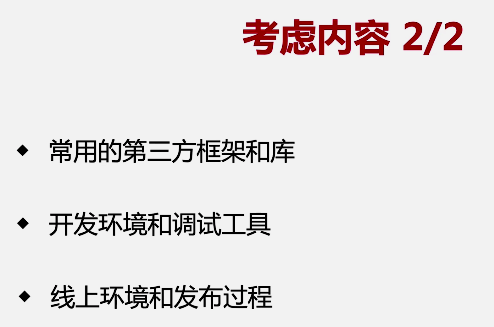 考虑内容 2/2
◆ 常用的第三方框架和库
◆ 开发环境和调试工具
◆ 线上环境和发布过程